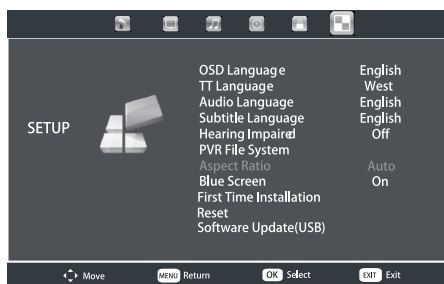 OSD Language English
TT Language West
Audio Language English
Subtitle Language English
SETUP
Hearing Impaired Off
PVR File System
Aspect Ratio Auto
Blue Screen On
First Time Installation
Reset
Software Update(USB)
Move MENU Return OK Select EXIT Exit